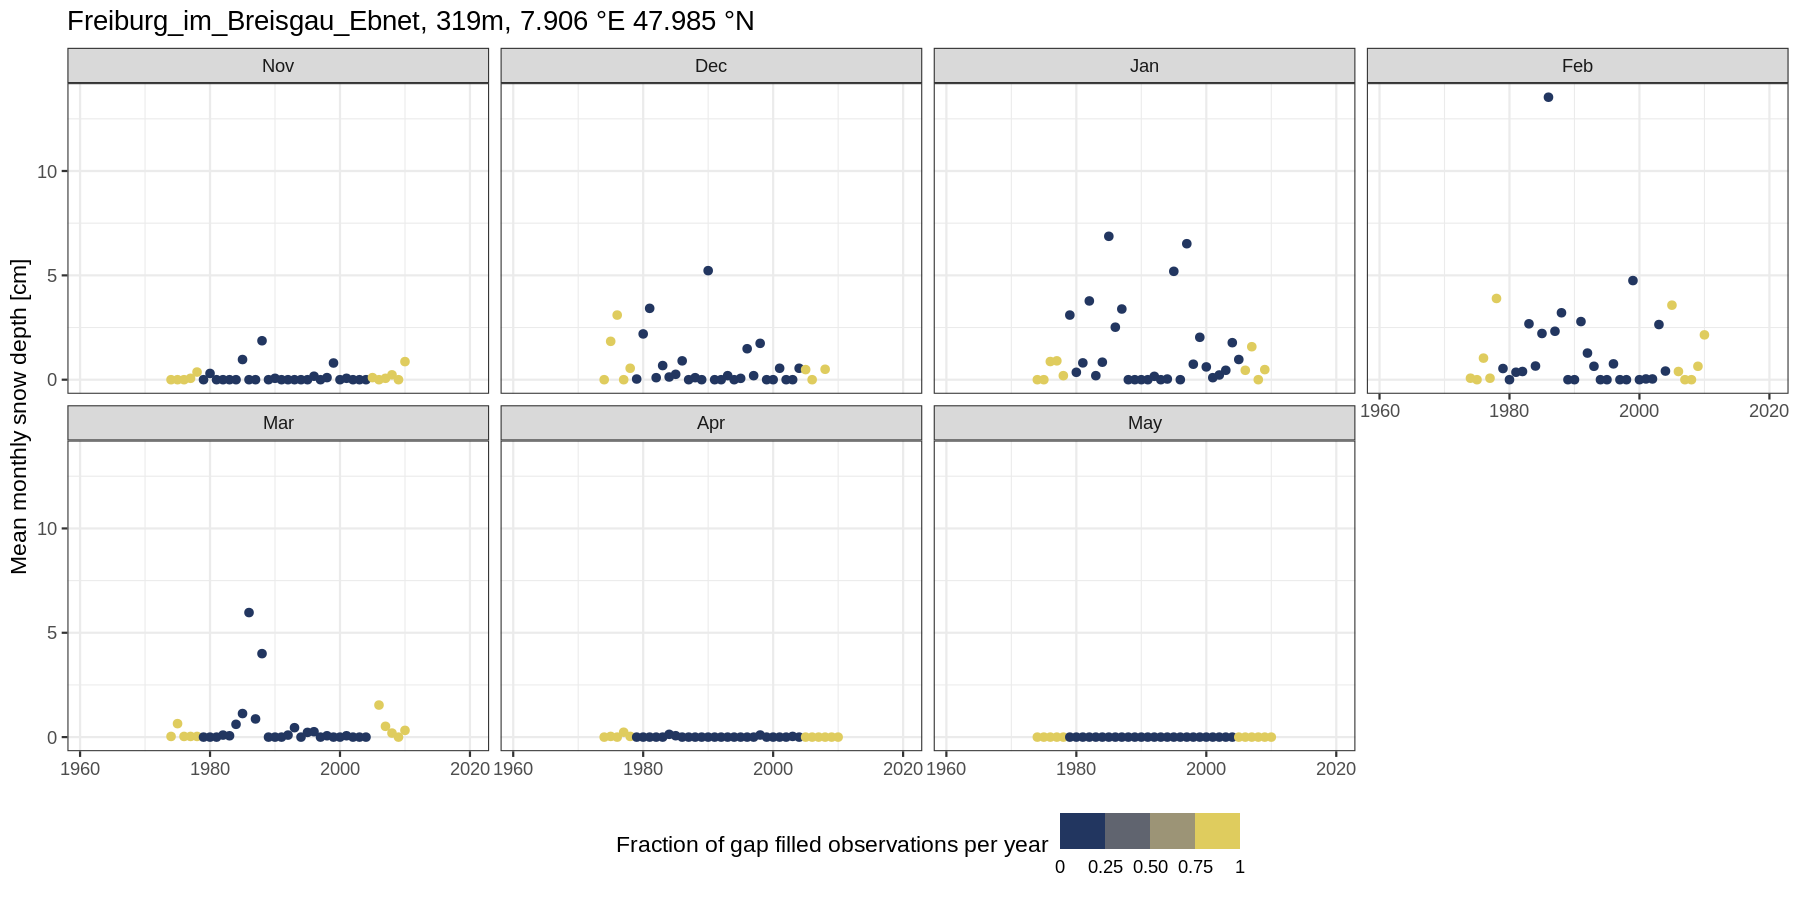 Freiburg_im_Breisgau_Ebnet, 319m, 7.906 °E 47.985 °N
Nov Dec Jan Feb
10
5
0
1960 1980 2000 2020
Mar Apr May
10
5
0
1960 1980 2000 2020 1960 1980 2000 2020 1960 1980 2000 2020
Mean monthly snow depth [cm]
Fraction of gap filled observations per year
0 0.25 0.50 0.75 1